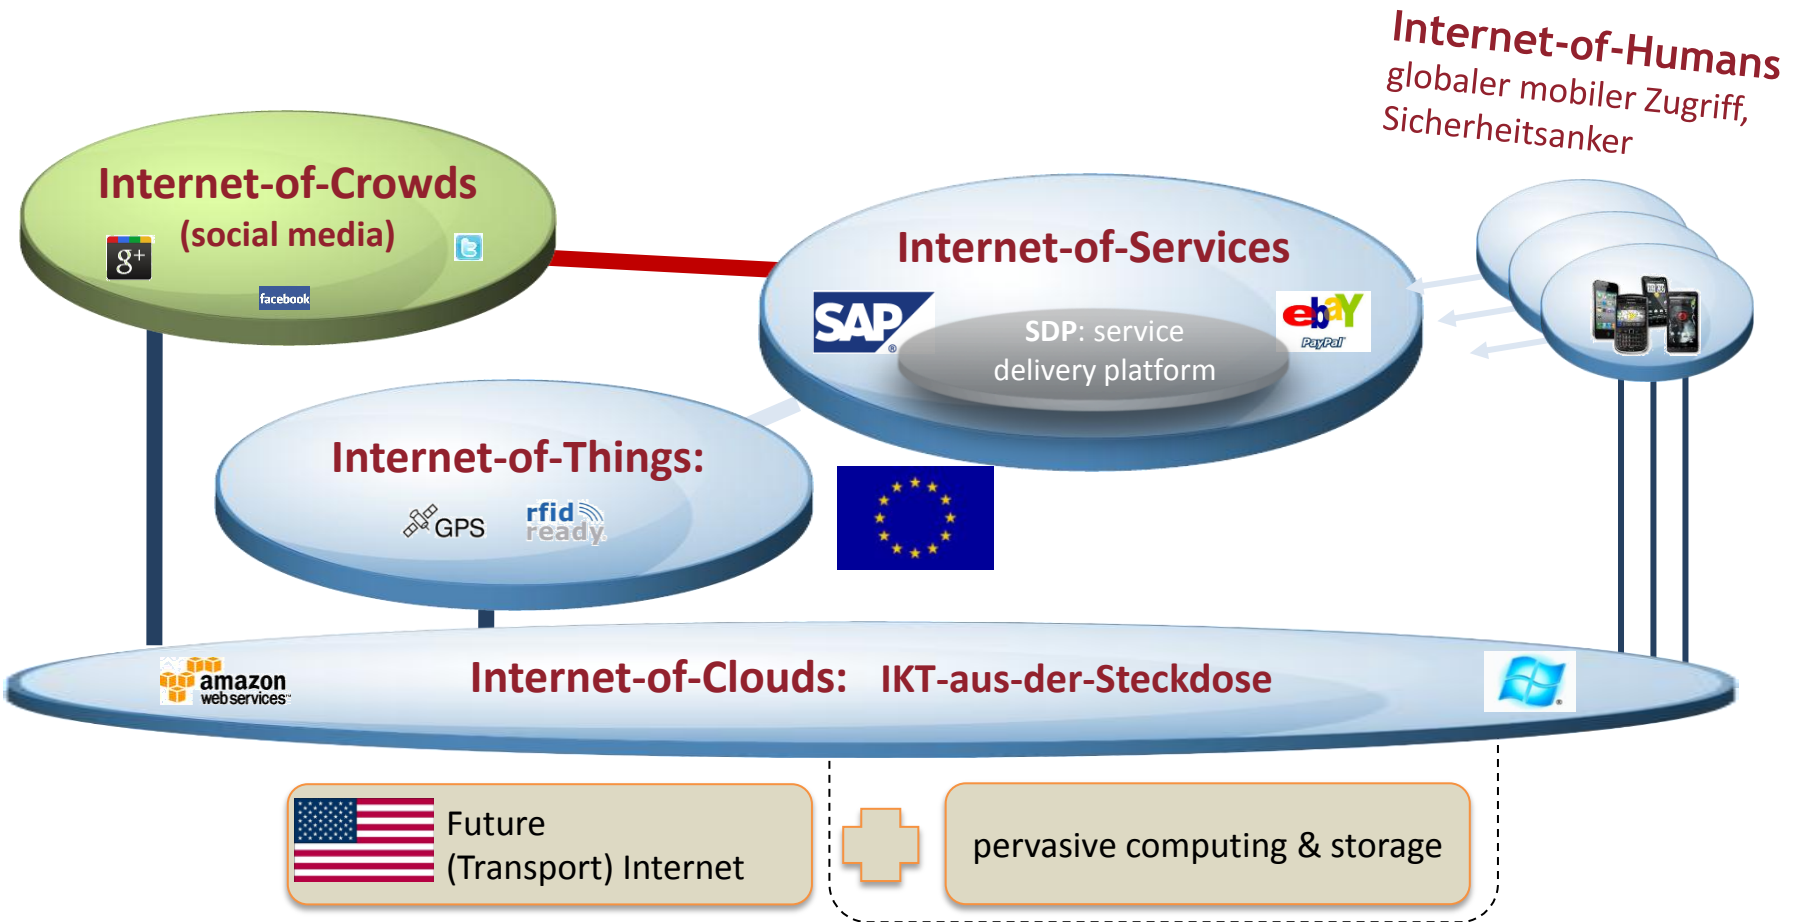 Internet-of-Humans
globaler mobiler Zugriff,
Sicherheitsanker
Internet-of-Crowds
(social media)
g+
t
facebook
Internet-of-Services
SAP®
ebaY
PayPal
SDP: service
delivery platform
Internet-of-Things:
GPS
rfid
ready
Internet-of-Clouds: IKT-aus-der-Steckdose
amazon
webservices™
Future
(Transport) Internet
pervasive computing & storage